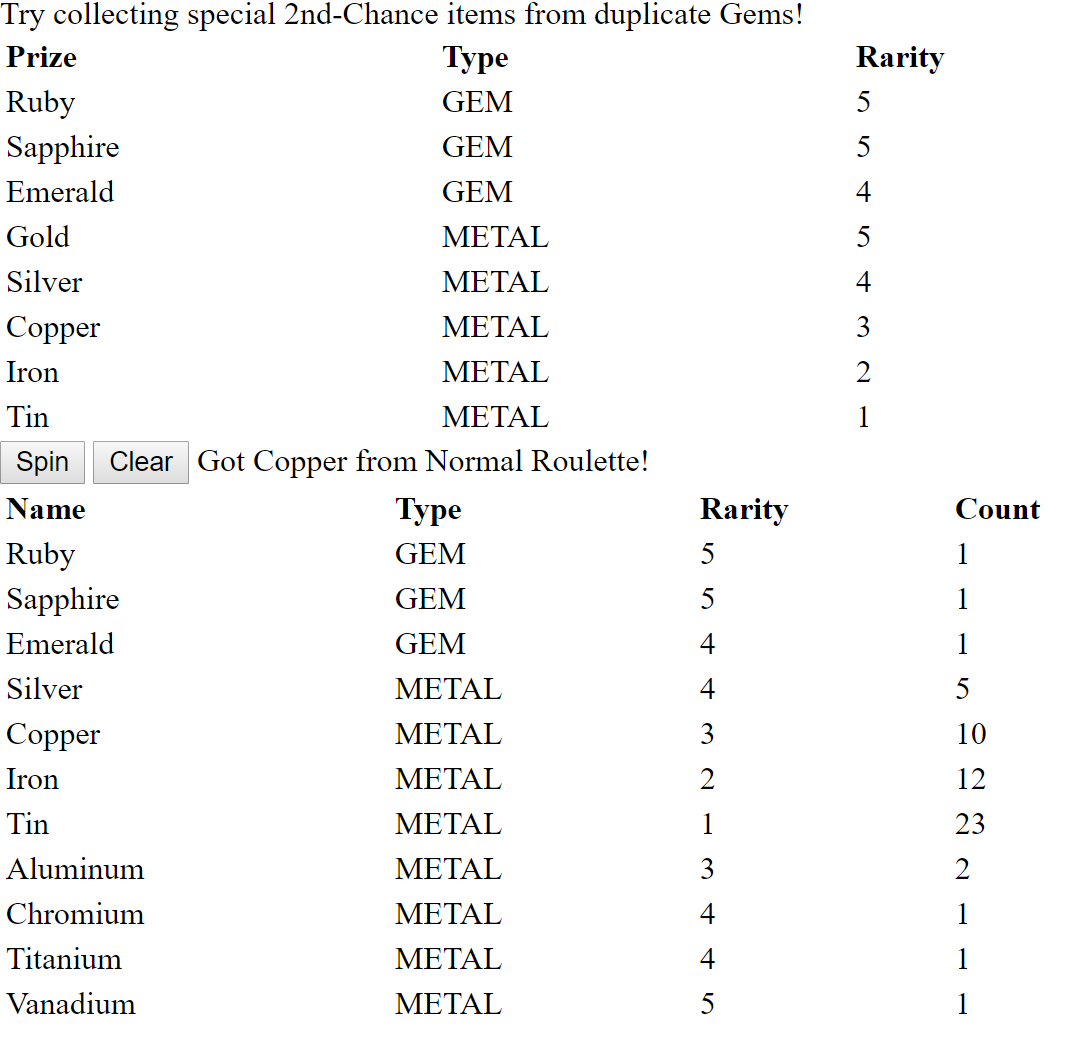 Try collecting special 2nd-Chance items from duplicate Gems!
Prize Type Rarity
Ruby GEM 5
Sapphire GEM 5
Emerald GEM 4
Gold METAL 5
Silver METAL 4
Copper METAL 3
Iron METAL 2
Tin METAL 1
Spin Clear Got Copper from Normal Roulette!
Name Type Rarity Count
Ruby GEM 5 1
Sapphire GEM 5 1
Emerald GEM 4 1
Silver METAL 4 5
Copper METAL 3 10
Iron METAL 2 12
Tin METAL 1 23
Aluminum METAL 3 2
Chromium METAL 4 1
Titanium METAL 4 1
Vanadium METAL 5 1